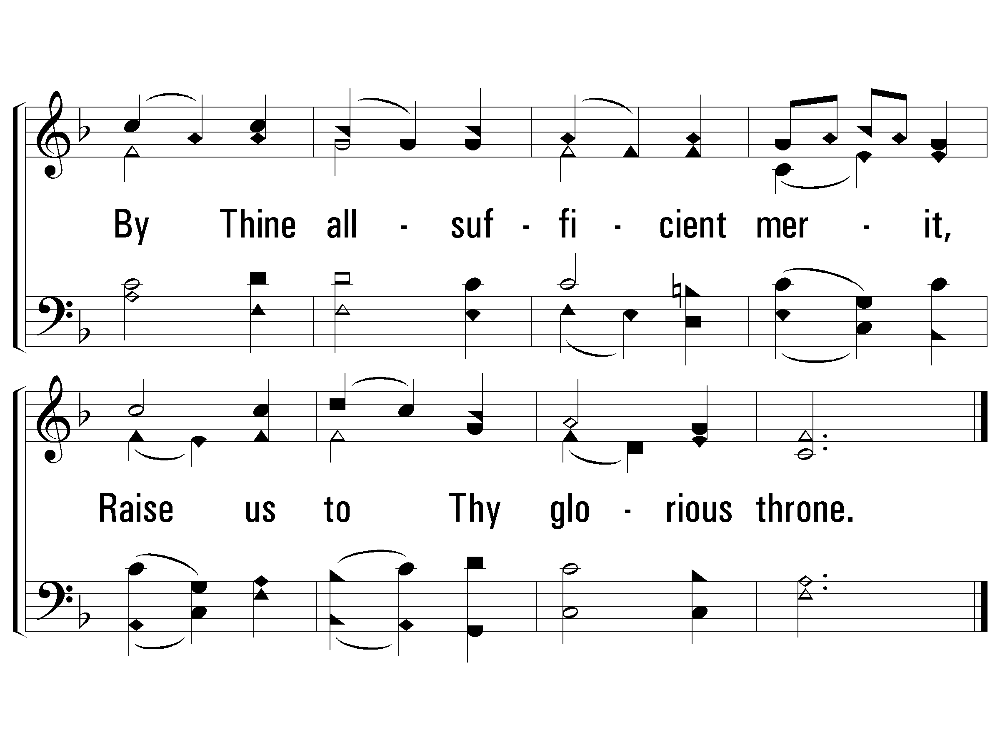 By Thine all - suf - fi - cient mer - it,
Raise us to Thy glo - rious throne.